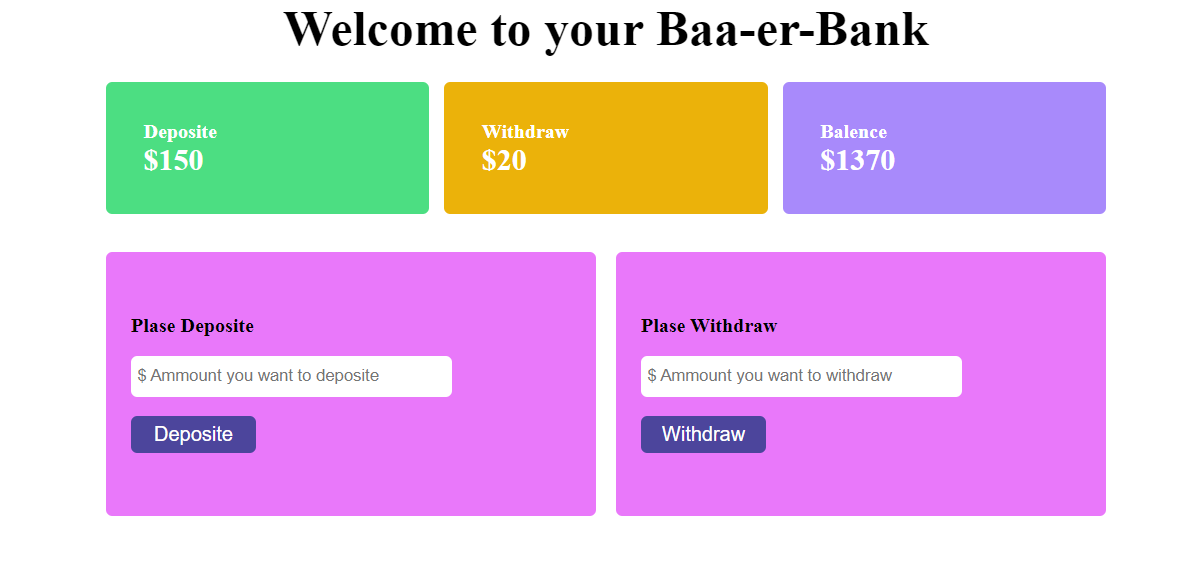 Welcome to your Baa-er-Bank
Deposite
$150
Withdraw
$20
Balence
$1370
Plase Deposite
$ Ammount you want to deposite
Deposite
Plase Withdraw
$ Ammount you want to withdraw
Withdraw